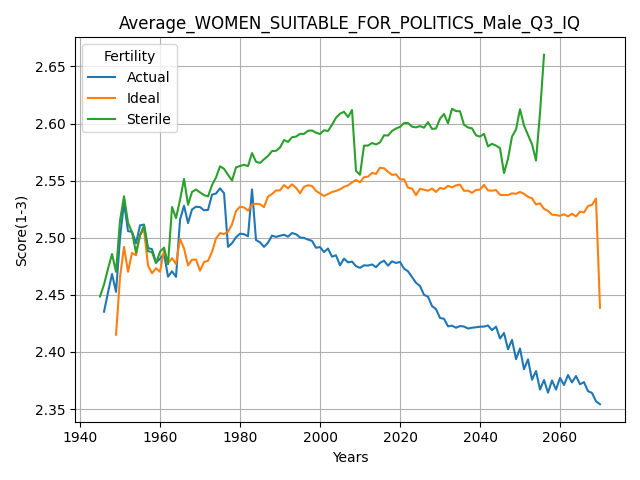 Average_WOMEN_SUITABLE_FOR_POLITICS_Male_Q3_IQ
Fertility
Actual
Ideal
Sterile
Score(1-3)
2.65
2.60
2.55
2.50
2.45
2.40
2.35
1940 1960 1980 2000 2020 2040 2060
Years